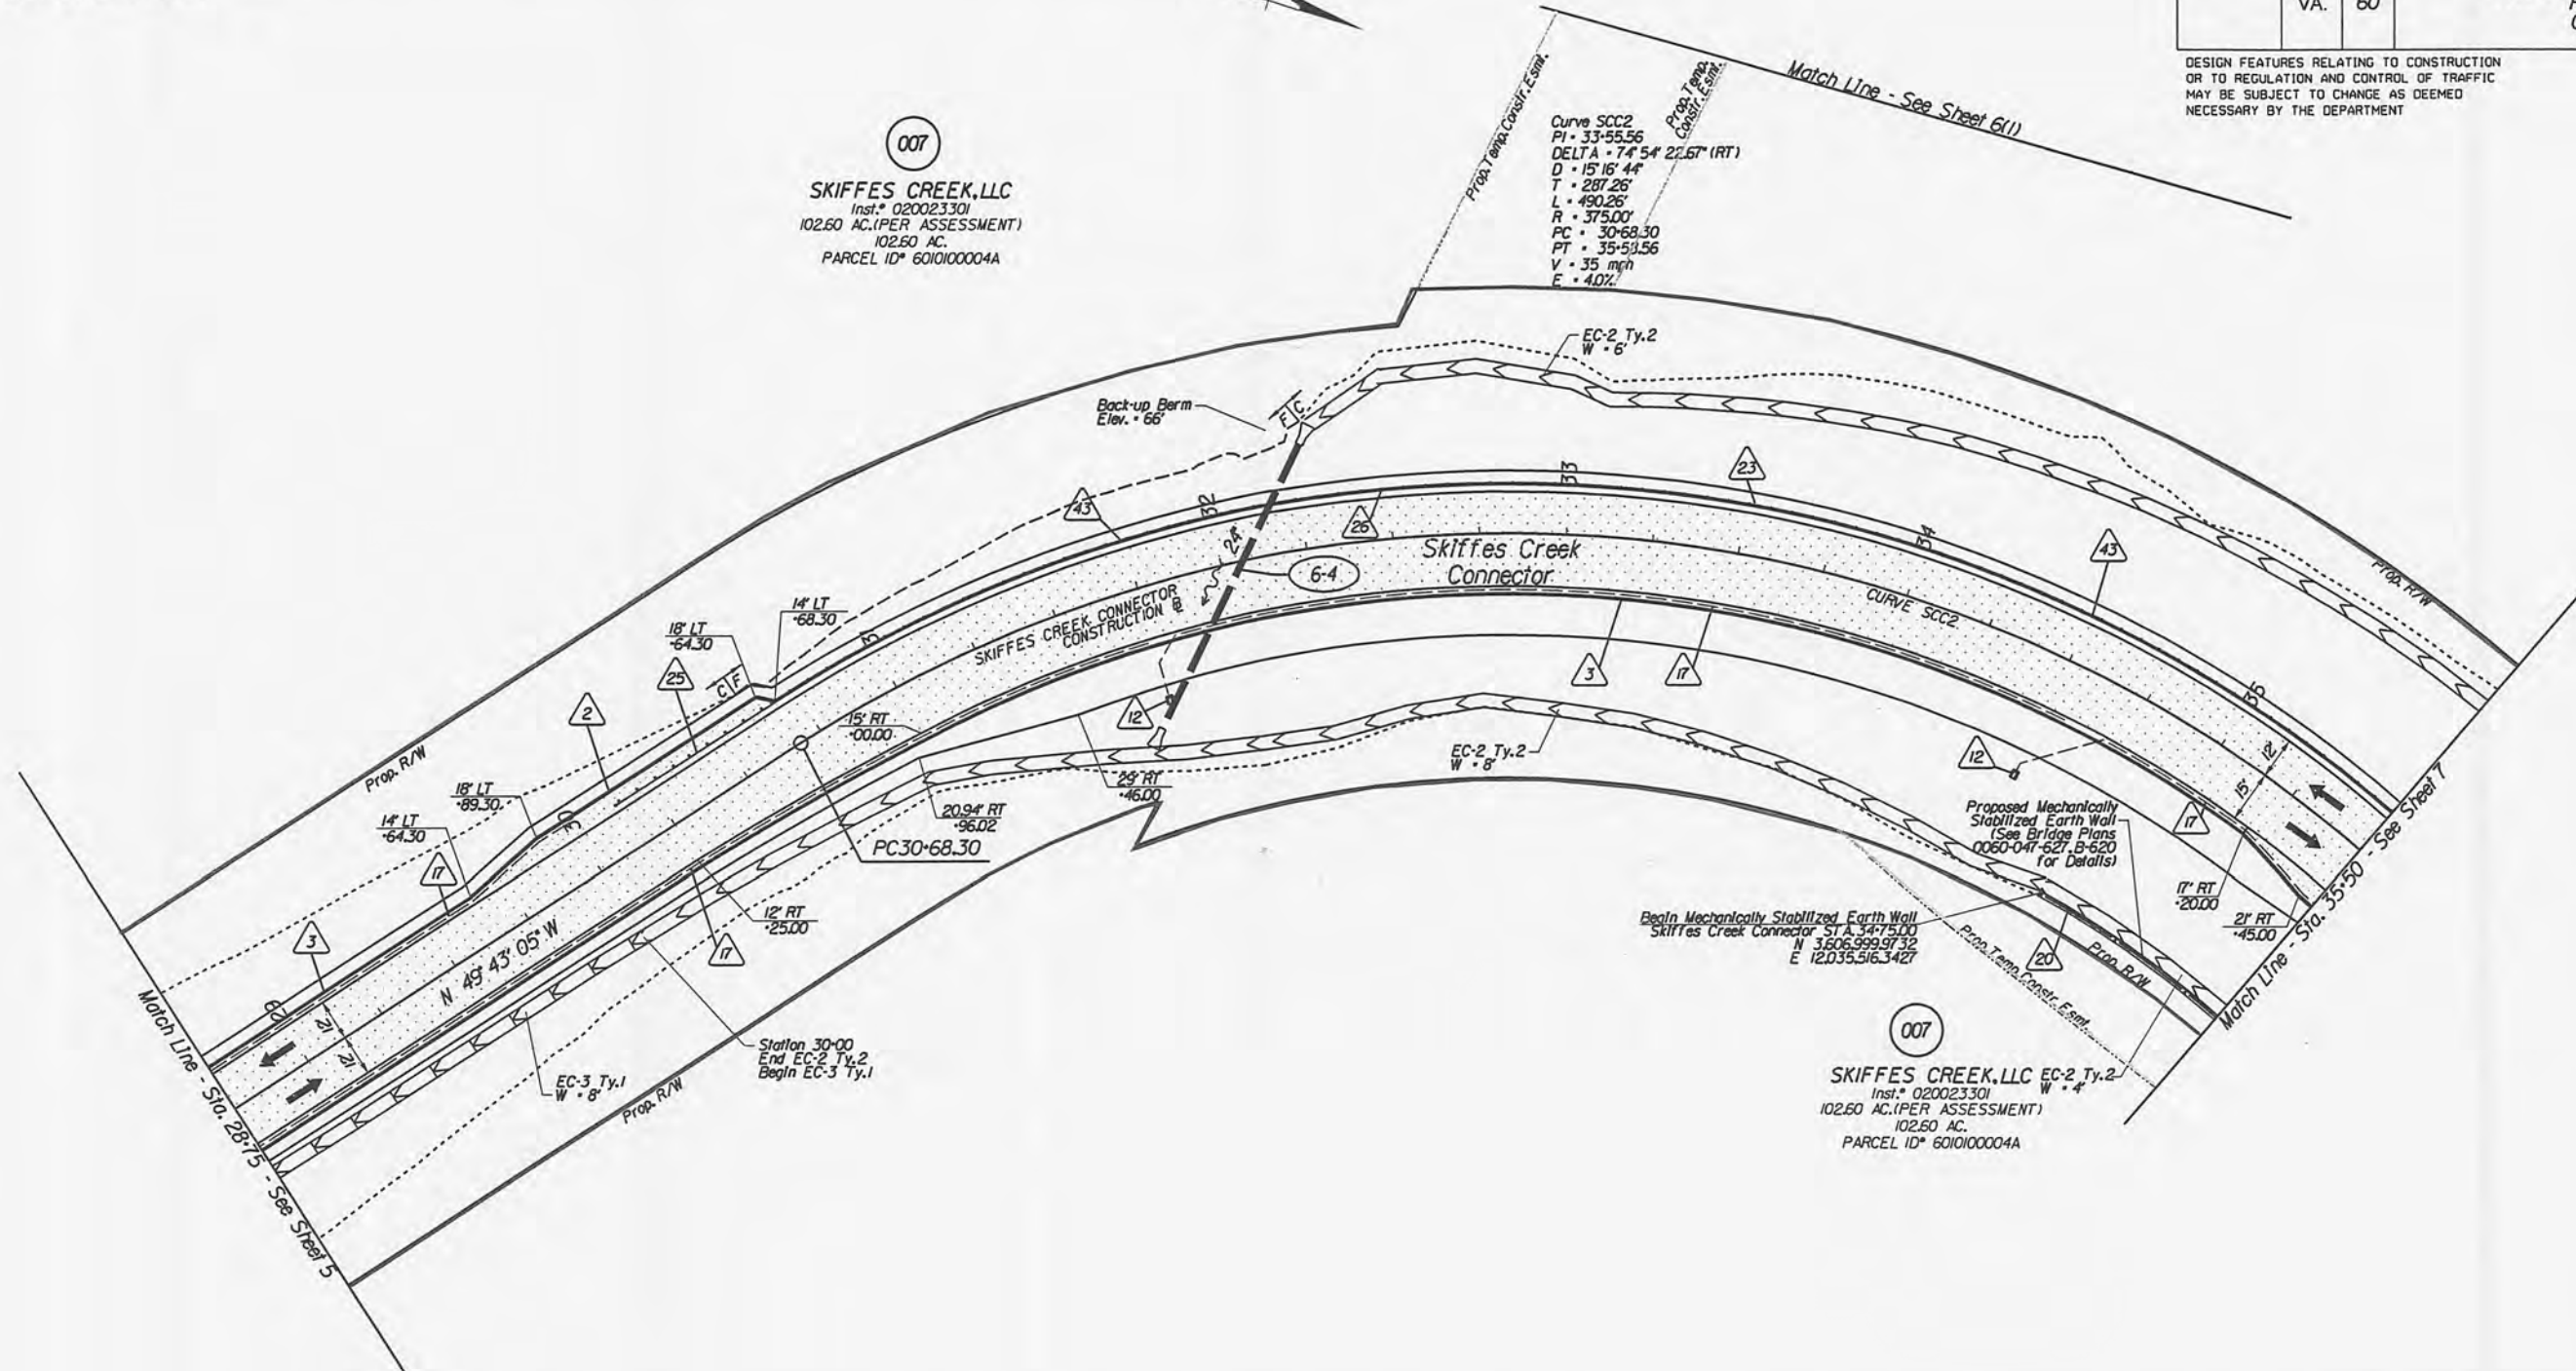 VA. 60
DESIGN FEATURES RELATING TO CONSTRUCTION
OR TO REGULATION AND CONTROL OF TRAFFIC
MAY BE SUBJECT TO CHANGE AS DEEMED
NECESSARY BY THE DEPARTMENT
Match Line - See Sheet 6(1)
Prop. Temp. Constr. Esmt.
Prop. Temp.
Constr. Esmt.
007
SKIFFES CREEK, LLC
Inst.# 020023301
102.60 AC. (PER ASSESSMENT)
102.60 AC.
PARCEL ID# 6010100004A
Curve SCC2
PI = 33+55.56
DELTA = 74° 54' 22.67" (RT)
D = 15° 16' 44"
T = 287.26'
L = 490.26'
R = 375.00'
PC = 30+68.30
PT = 35+58.56
V = 35 mph
E = 4.0%
EC-2 Ty.2
W = 6'
Back-up Berm
Elev. = 66'
F C
43
32
24"
26
33
23
34
43
Prop. R/W
Skiffes Creek
Connector
6-4
SKIFFES CREEK CONNECTOR
CONSTRUCTION ℄
CURVE SCC2
14' LT
+68.30
18' LT
+64.30
31
25
C F
2
15' RT
+00.00
12
3
17
35
12'
15'
Prop. R/W
18' LT
+89.30
14' LT
+64.30
30
29' RT
+46.00
20.94' RT
+96.02
PC 30+68.30
EC-2 Ty.2
W = 8'
12
Proposed Mechanically
Stabilized Earth Wall
(See Bridge Plans
0060-047-627, B-620
for Details)
17
17
17' RT
+20.00
21' RT
+45.00
Match Line - Sta. 35+50 - See Sheet 7
12' RT
+25.00
17
3
N 49° 43' 05" W
29
12'
12'
Begin Mechanically Stabilized Earth Wall
Skiffes Creek Connector STA. 34+75.00
N 3,606,999.9732
E 12,035,516.3427
20
Prop. R/W
Prop. Temp. Constr. Esmt.
Match Line - Sta. 28+75 - See Sheet 5
Station 30+00
End EC-2 Ty.2
Begin EC-3 Ty.1
EC-3 Ty.1
W = 8'
Prop. R/W
007
SKIFFES CREEK, LLC
Inst.# 020023301
102.60 AC. (PER ASSESSMENT)
102.60 AC.
PARCEL ID# 6010100004A
EC-2 Ty.2
W = 4'